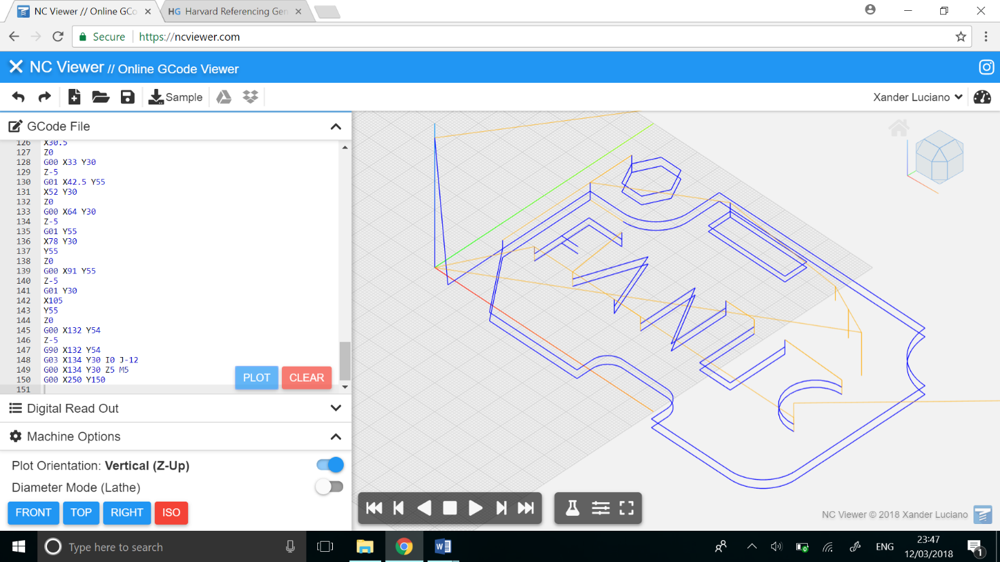 NC Viewer // Online GCo
HG Harvard Referencing Gen
Secure https://ncviewer.com
NC Viewer // Online GCode Viewer
Sample
Xander Luciano
GCode File
126 X30.5
127 Z0
128 G00 X33 Y30
129 Z-5
130 G01 X42.5 Y55
131 X52 Y30
132 Z0
133 G00 X64 Y30
134 Z-5
135 G01 Y55
136 X78 Y30
137 Y55
138 Z0
139 G00 X91 Y55
140 Z-5
141 G01 Y30
142 X105
143 Y55
144 Z0
145 G00 X132 Y54
146 Z-5
147 G90 X132 Y54
148 G03 X134 Y30 I0 J-12
149 G00 X134 Y30 Z5 M5
150 G00 X250 Y150
151
PLOT CLEAR
Digital Read Out
Machine Options
Plot Orientation: Vertical (Z-Up)
Diameter Mode (Lathe)
FRONT TOP RIGHT ISO
NC Viewer © 2018 Xander Luciano
Type here to search
ENG
23:47
12/03/2018
1